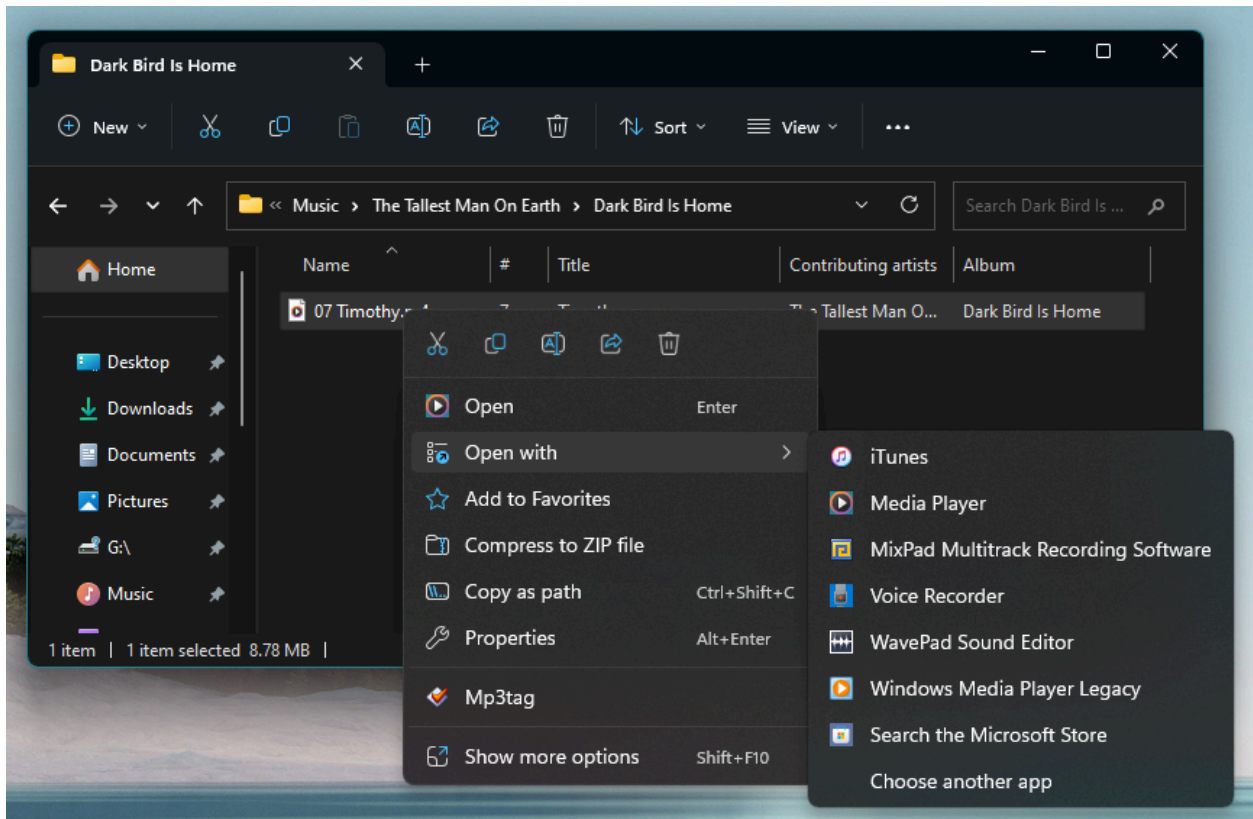 Dark Bird Is Home
New
Sort
View
« Music › The Tallest Man On Earth › Dark Bird Is Home
Search Dark Bird Is ...
Home
Name # Title Contributing artists Album
07 Timothy. Tallest Man O... Dark Bird Is Home
Desktop
Downloads
Documents
Pictures
G:\
Music
1 item | 1 item selected 8.78 MB |
Open Enter
Open with
Add to Favorites
Compress to ZIP file
Copy as path Ctrl+Shift+C
Properties Alt+Enter
Mp3tag
Show more options Shift+F10
iTunes
Media Player
MixPad Multitrack Recording Software
Voice Recorder
WavePad Sound Editor
Windows Media Player Legacy
Search the Microsoft Store
Choose another app